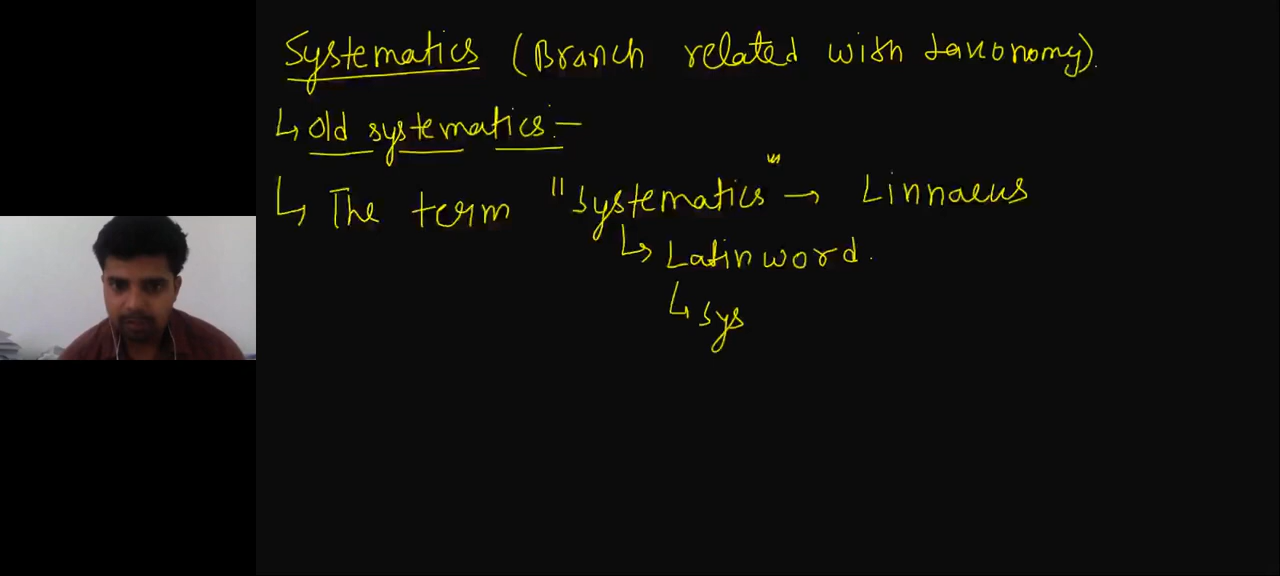 Systematics (Branch related with taxonomy).
↳ Old systematics:-
↳ The term "Systematics" → Linnaeus
↳ Latin word.
↳ sys